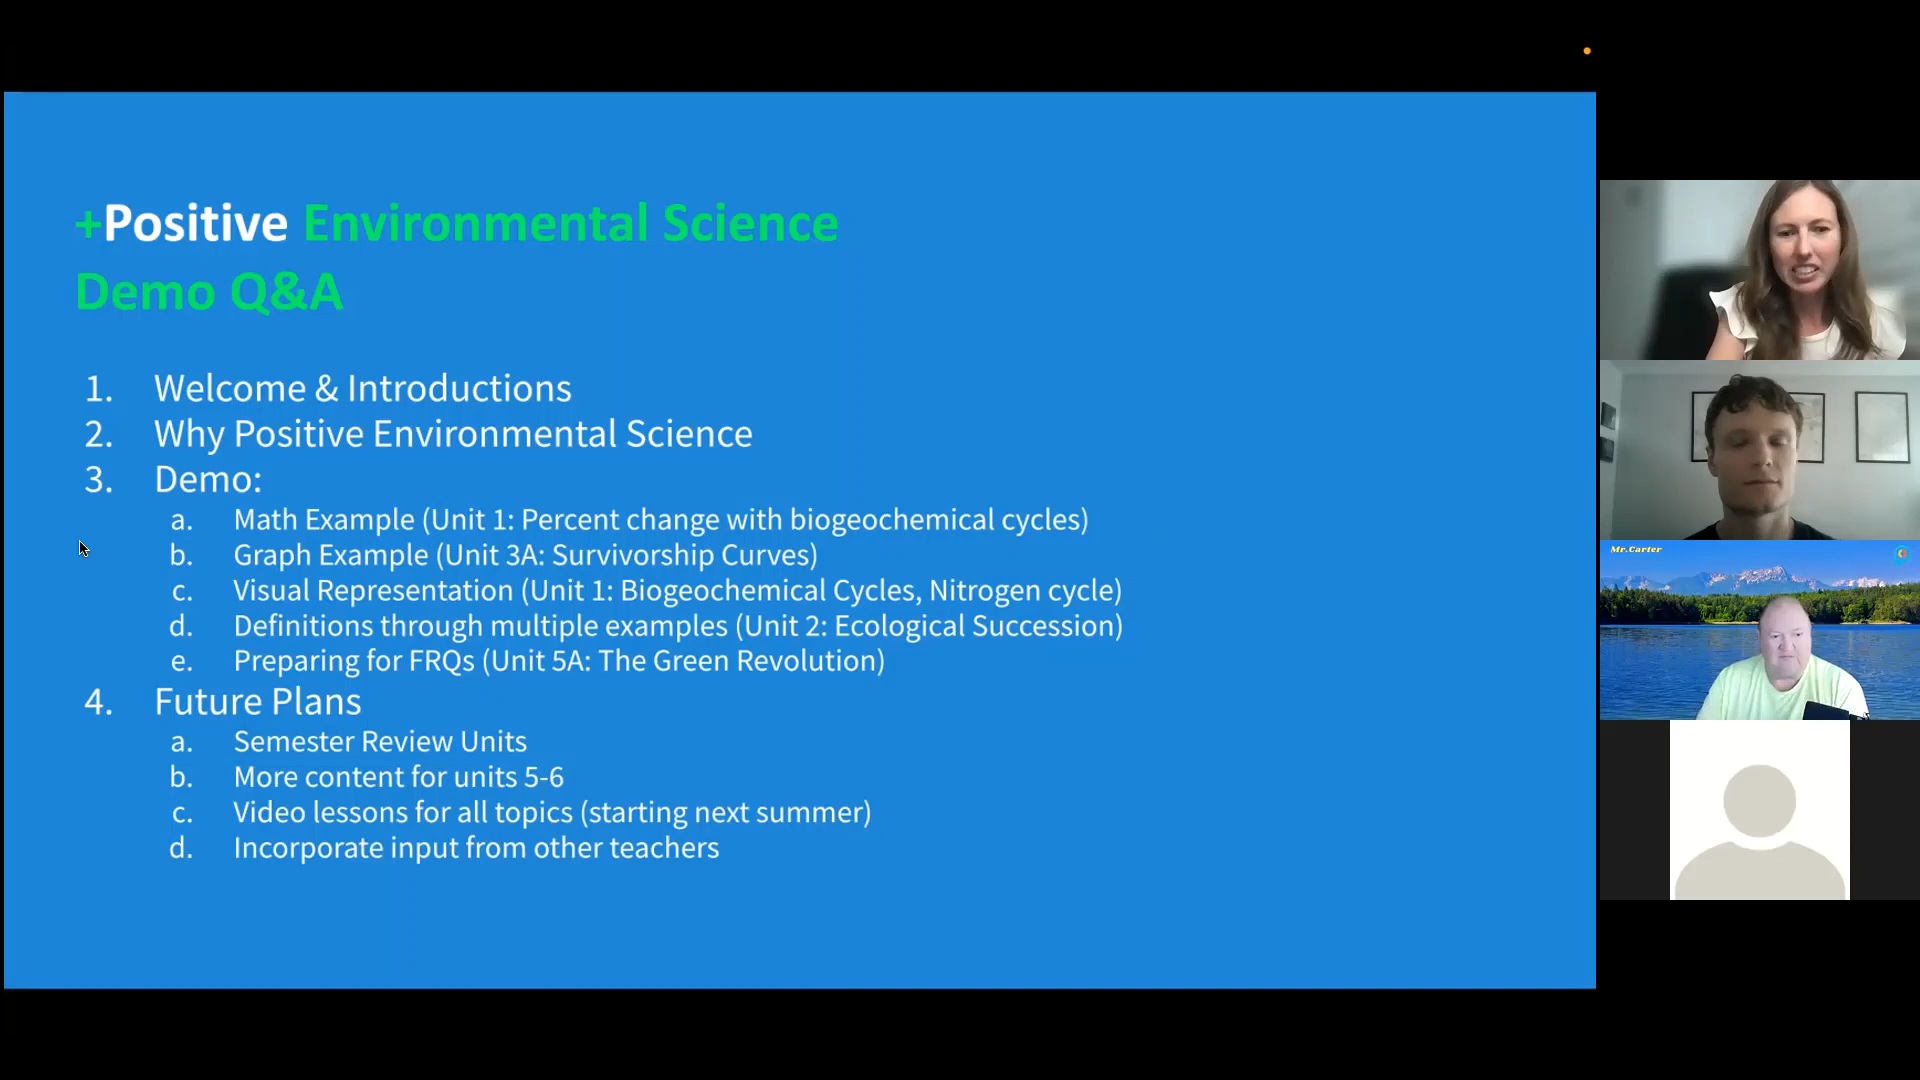 +Positive Environmental Science
Demo Q&A
1. Welcome & Introductions
2. Why Positive Environmental Science
3. Demo:
a. Math Example (Unit 1: Percent change with biogeochemical cycles)
b. Graph Example (Unit 3A: Survivorship Curves)
c. Visual Representation (Unit 1: Biogeochemical Cycles, Nitrogen cycle)
d. Definitions through multiple examples (Unit 2: Ecological Succession)
e. Preparing for FRQs (Unit 5A: The Green Revolution)
4. Future Plans
a. Semester Review Units
b. More content for units 5-6
c. Video lessons for all topics (starting next summer)
d. Incorporate input from other teachers
Mr.Carter